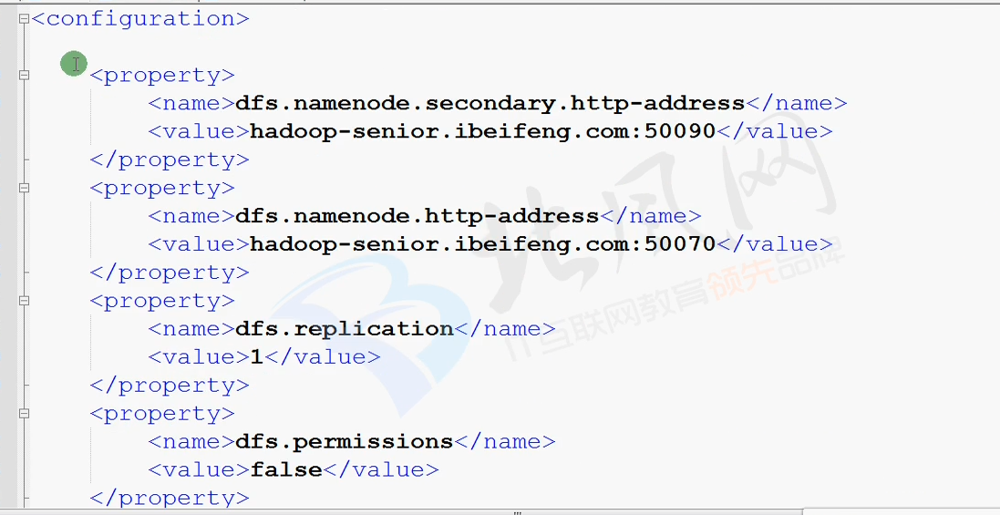 <configuration>
<property>
<name>dfs.namenode.secondary.http-address</name>
<value>hadoop-senior.ibeifeng.com:50090</value>
</property>
<property>
<name>dfs.namenode.http-address</name>
<value>hadoop-senior.ibeifeng.com:50070</value>
</property>
<property>
<name>dfs.replication</name>
<value>1</value>
</property>
<property>
<name>dfs.permissions</name>
<value>false</value>
</property>
北风网
IT互联网教育领先品牌